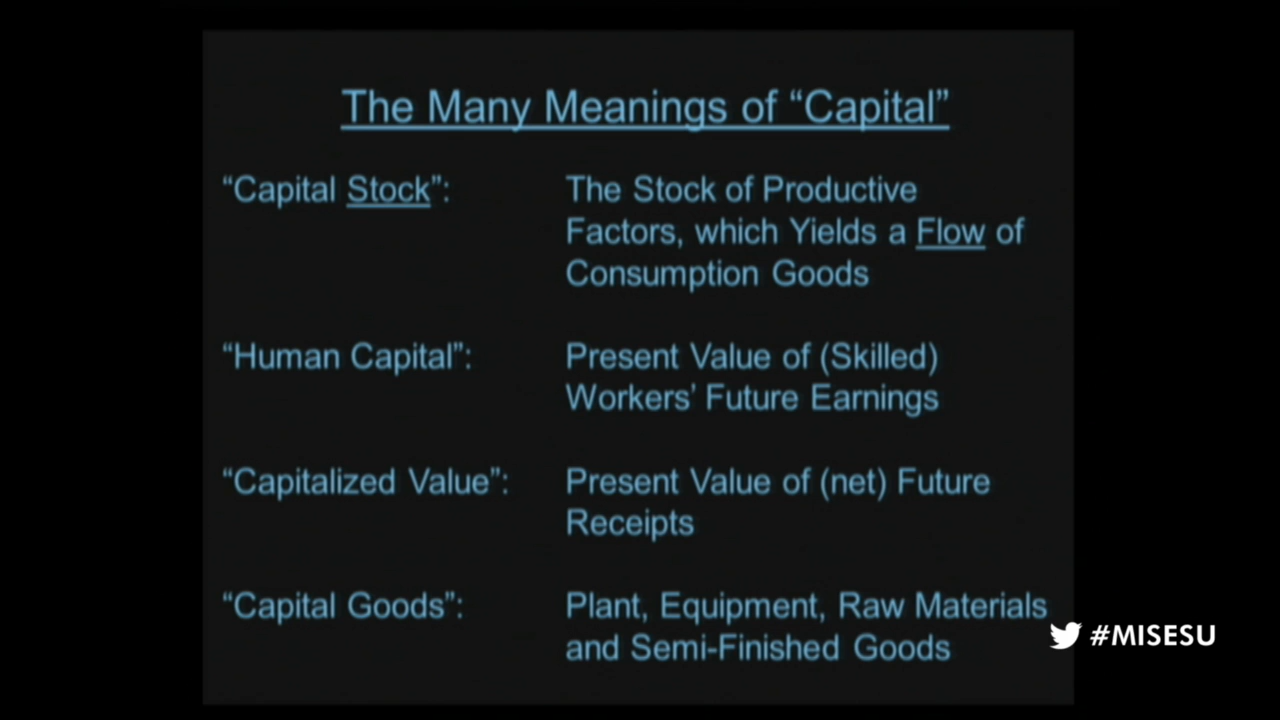 The Many Meanings of “Capital”
“Capital Stock”:
The Stock of Productive
Factors, which Yields a Flow of
Consumption Goods
“Human Capital”:
Present Value of (Skilled)
Workers’ Future Earnings
“Capitalized Value”:
Present Value of (net) Future
Receipts
“Capital Goods”:
Plant, Equipment, Raw Materials
and Semi-Finished Goods
#MISESU